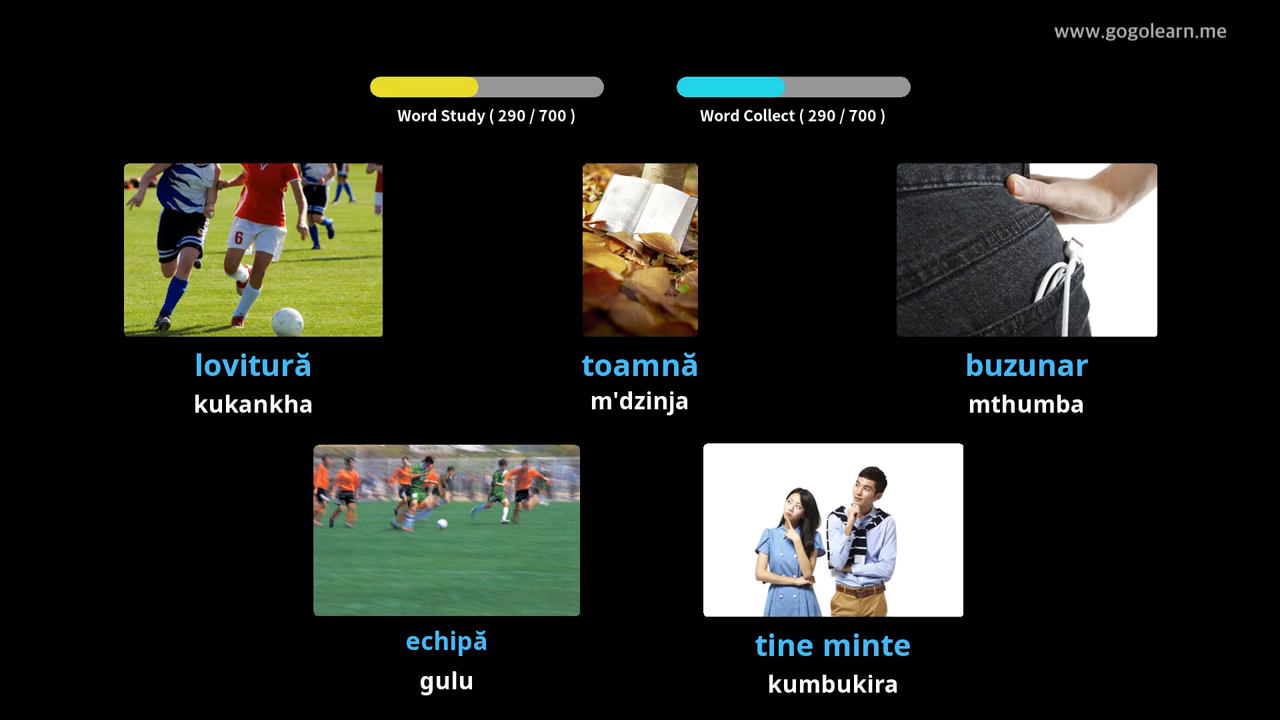 www.gogolearn.me
Word Study ( 290 / 700 )
Word Collect ( 290 / 700 )
lovitură
kukankha
toamnă
m'dzinja
buzunar
mthumba
echipă
gulu
tine minte
kumbukira
6